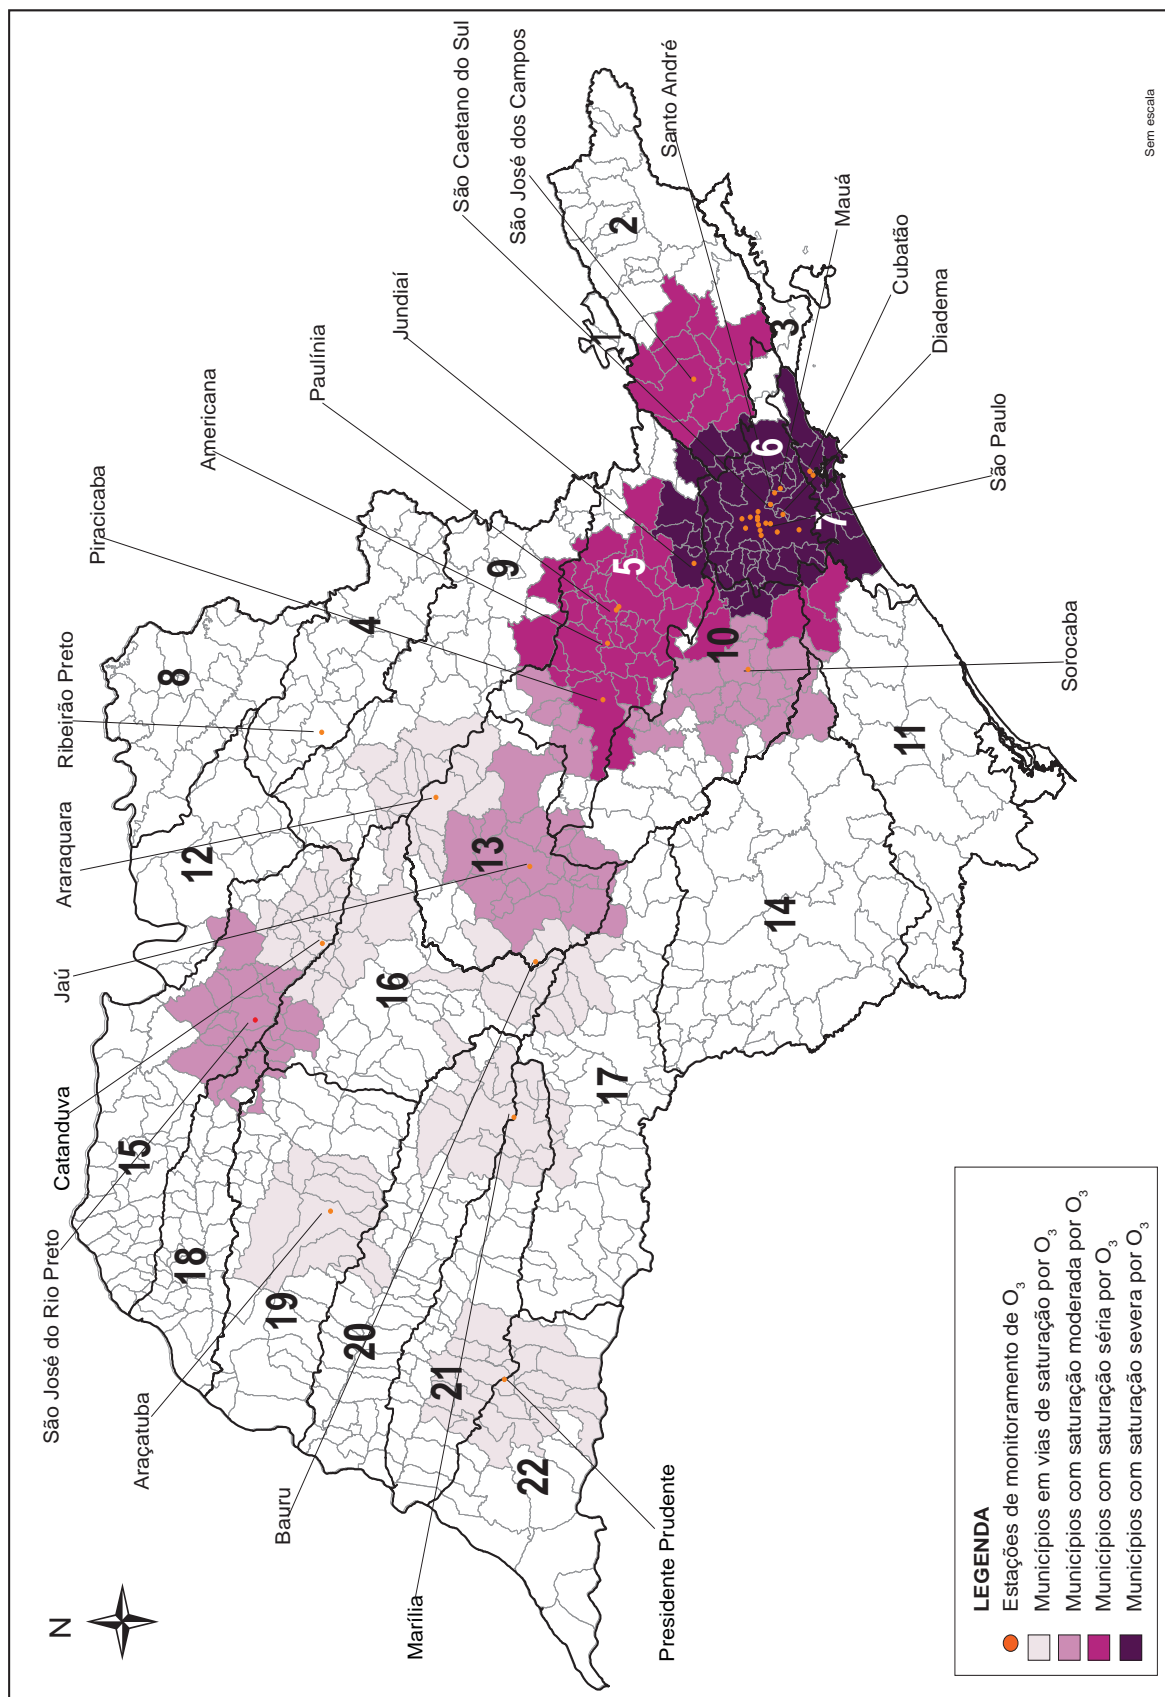 N
São José do Rio Preto
Catanduva
Jaú
Araraquara
Ribeirão Preto
Piracicaba
Americana
Paulínia
Jundiaí
São Caetano do Sul
São José dos Campos
Santo André
Araçatuba
Bauru
Marília
Presidente Prudente
Sorocaba
São Paulo
Diadema
Cubatão
Mauá
1
2
3
4
5
6
7
8
9
10
11
12
13
14
15
16
17
18
19
20
21
22
LEGENDA
Estações de monitoramento de O₃
Municípios em vias de saturação por O₃
Municípios com saturação moderada por O₃
Municípios com saturação séria por O₃
Municípios com saturação severa por O₃
Sem escala